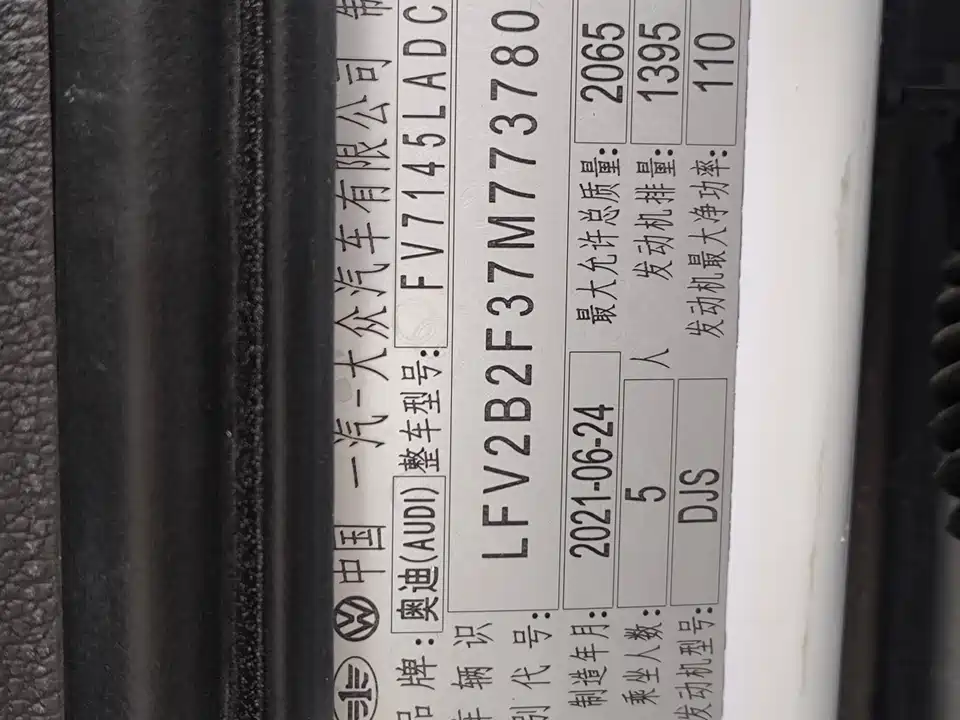 中国 一汽-大众汽车有限公司 制
品牌: 奥迪(AUDI) 整车型号: FV7145LADC
车辆识别代号: LFV2B2F37M773780
制造年月: 2021-06-24 最大允许总质量: 2065
乘坐人数: 5 人 发动机排量: 1395
发动机型号: DJS 发动机最大净功率: 110